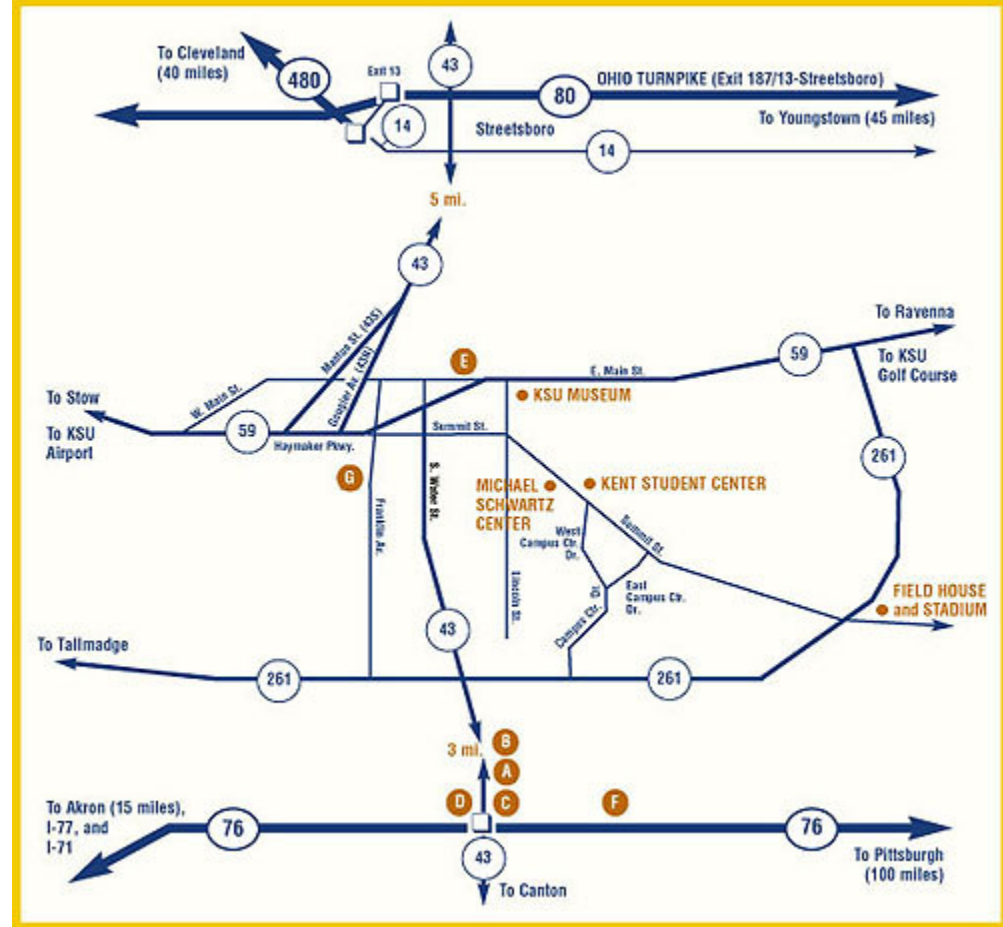 To Cleveland
(40 miles)
480
Exit 13
43
OHIO TURNPIKE (Exit 187/13-Streetsboro)
80
To Youngstown (45 miles)
14
Streetsboro
14
5 mi.
43
Mantua St. (43S)
Gougler Av. (43N)
To Ravenna
59
To KSU
Golf Course
E
E. Main St.
KSU MUSEUM
W. Main St.
To Stow
To KSU
Airport
59
Haymaker Pkwy.
Summit St.
261
G
S. Water St.
Franklin Av.
MICHAEL
SCHWARTZ
CENTER
KENT STUDENT CENTER
Summit St.
West
Campus Ctr.
Dr.
Lincoln St.
East
Campus Ctr.
Dr.
Campus Ctr. Dr.
FIELD HOUSE
and STADIUM
43
To Tallmadge
261
261
3 mi.
B
A
D
C
F
To Akron (15 miles),
I-77, and
I-71
76
76
43
To Pittsburgh
(100 miles)
To Canton